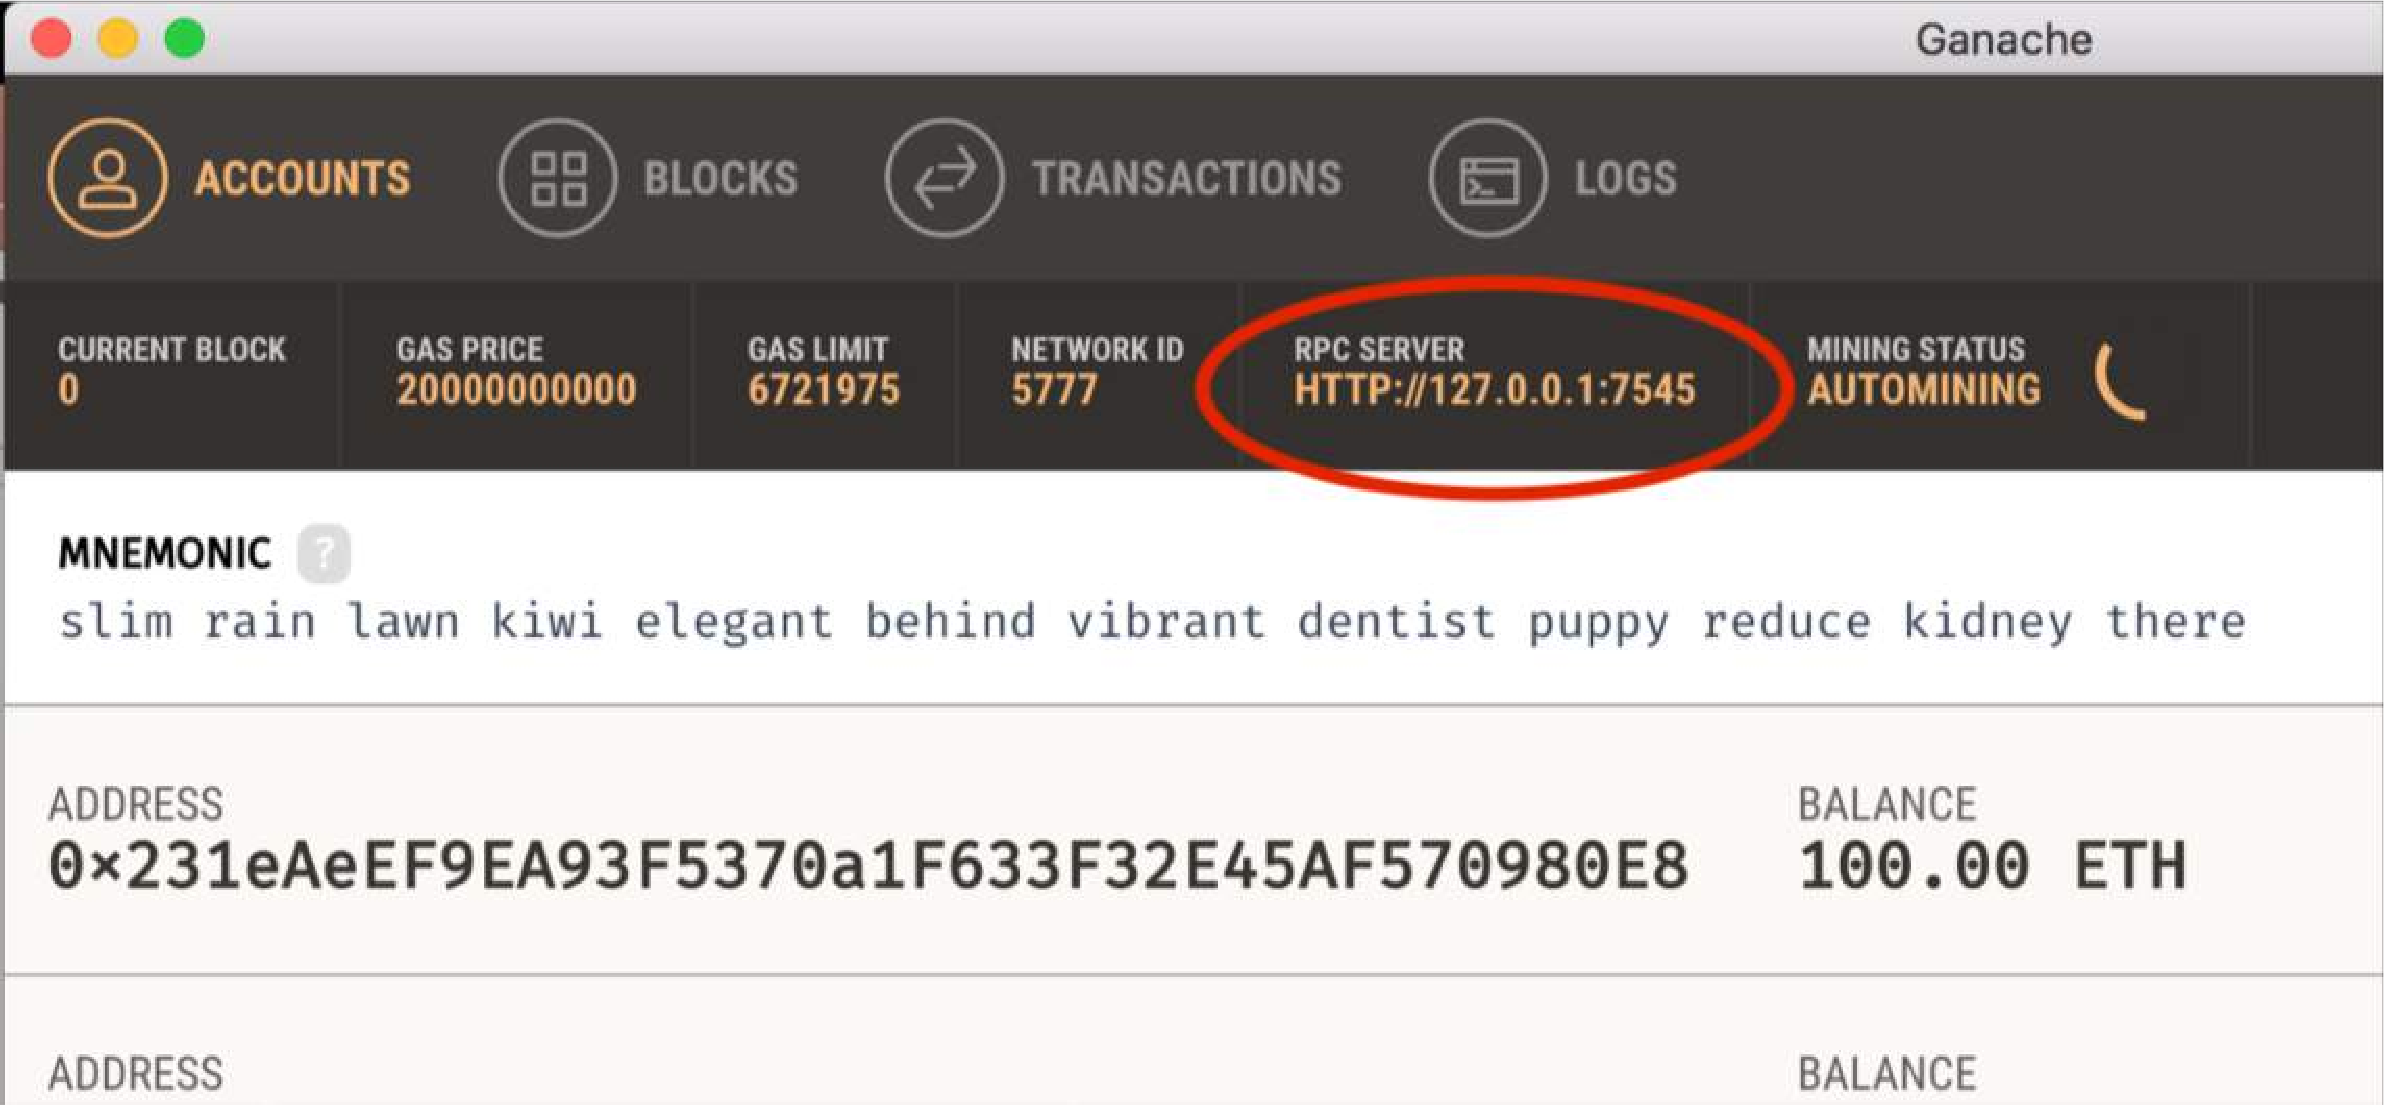 Ganache
ACCOUNTS BLOCKS TRANSACTIONS LOGS
CURRENT BLOCK GAS PRICE GAS LIMIT NETWORK ID RPC SERVER MINING STATUS
0 20000000000 6721975 5777 HTTP://127.0.0.1:7545 AUTOMINING
MNEMONIC ?
slim rain lawn kiwi elegant behind vibrant dentist puppy reduce kidney there
ADDRESS BALANCE
0×231eAeEF9EA93F5370a1F633F32E45AF570980E8 100.00 ETH
ADDRESS BALANCE